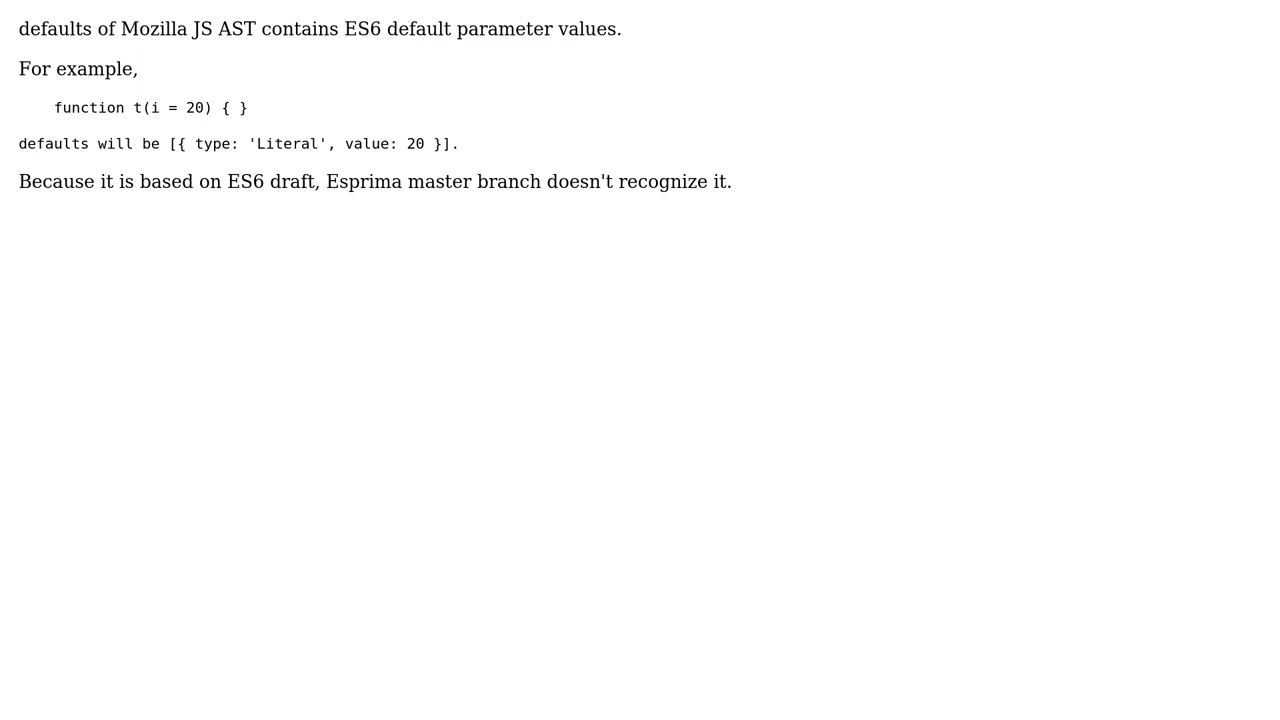 defaults of Mozilla JS AST contains ES6 default parameter values.
For example,
function t(i = 20) { }
defaults will be [{ type: 'Literal', value: 20 }].
Because it is based on ES6 draft, Esprima master branch doesn't recognize it.